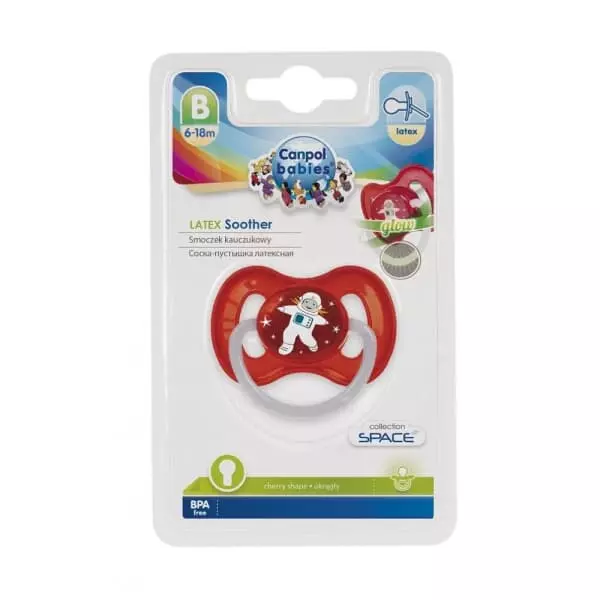 B
6-18m
latex
Canpol
babies
glow
LATEX Soother
Smoczek kauczukowy
Соска-пустышка латексная
collection
SPACE
cherry shape • okrągły
BPA
free